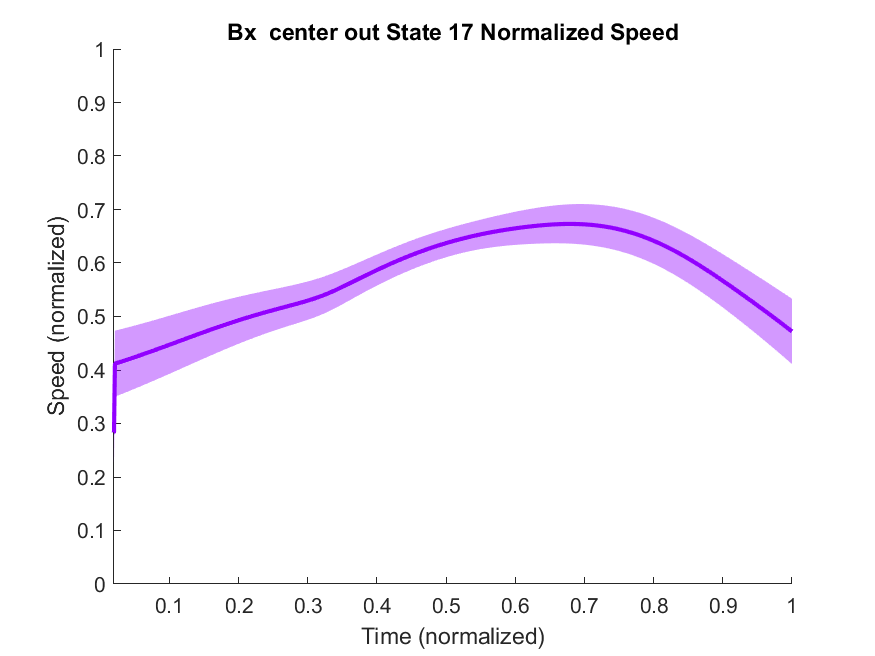 Bx  center out State 17 Normalized Speed
1
0.9
0.8
0.7
0.6
0.5
0.4
0.3
0.2
0.1
0
Speed (normalized)
0.1 0.2 0.3 0.4 0.5 0.6 0.7 0.8 0.9 1
Time (normalized)